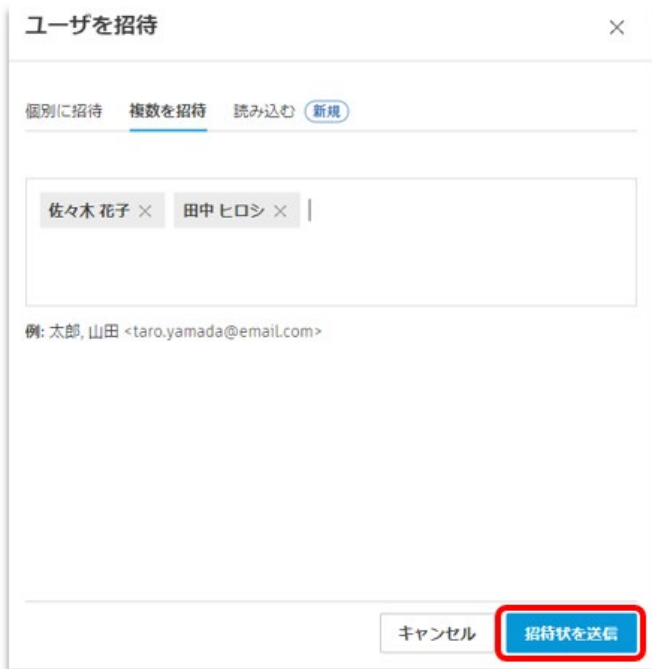 ユーザを招待
個別に招待 複数を招待 読み込む 新規
佐々木 花子 × 田中 ヒロシ ×
例: 太郎, 山田 <taro.yamada@email.com>
キャンセル 招待状を送信